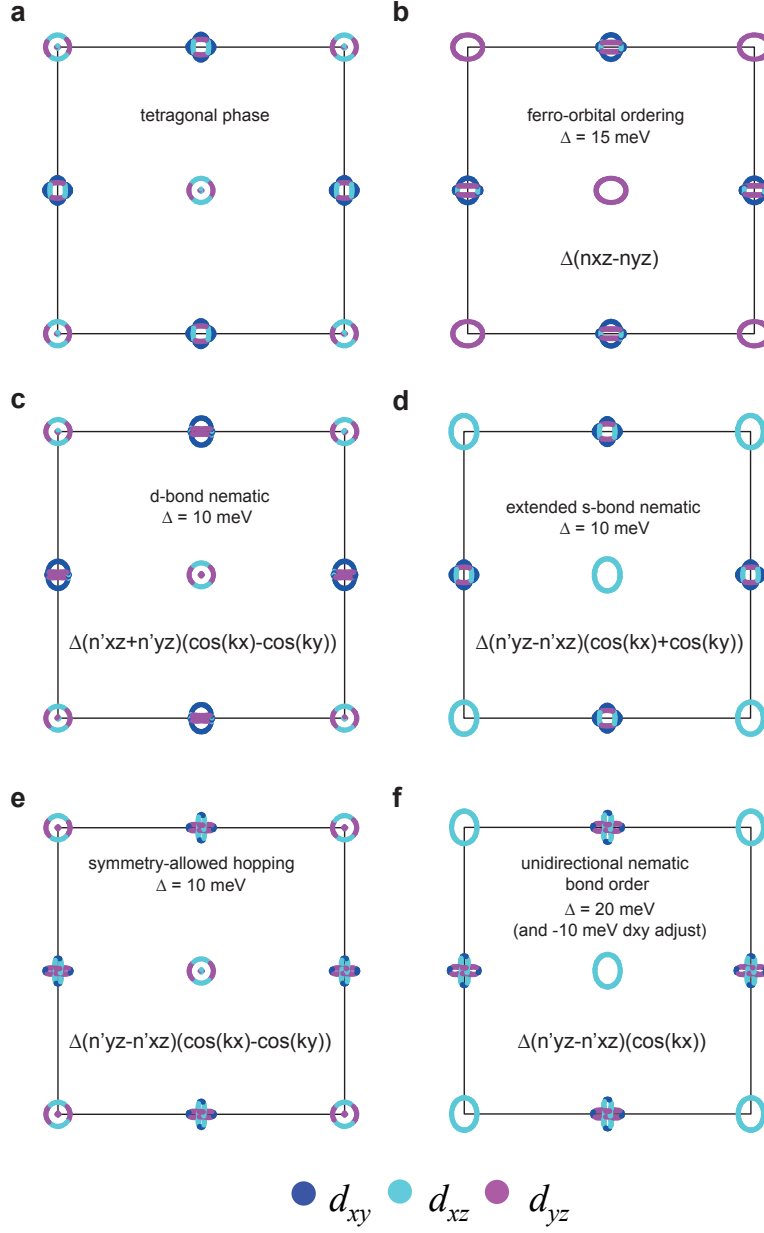 a
tetragonal phase
b
ferro-orbital ordering
Δ = 15 meV
Δ(nxz-nyz)
c
d-bond nematic
Δ = 10 meV
Δ(n'xz+n'yz)(cos(kx)-cos(ky))
d
extended s-bond nematic
Δ = 10 meV
Δ(n'yz-n'xz)(cos(kx)+cos(ky))
e
symmetry-allowed hopping
Δ = 10 meV
Δ(n'yz-n'xz)(cos(kx)-cos(ky))
f
unidirectional nematic
bond order
Δ = 20 meV
(and -10 meV dxy adjust)
Δ(n'yz-n'xz)(cos(kx))
dxy dxz dyz